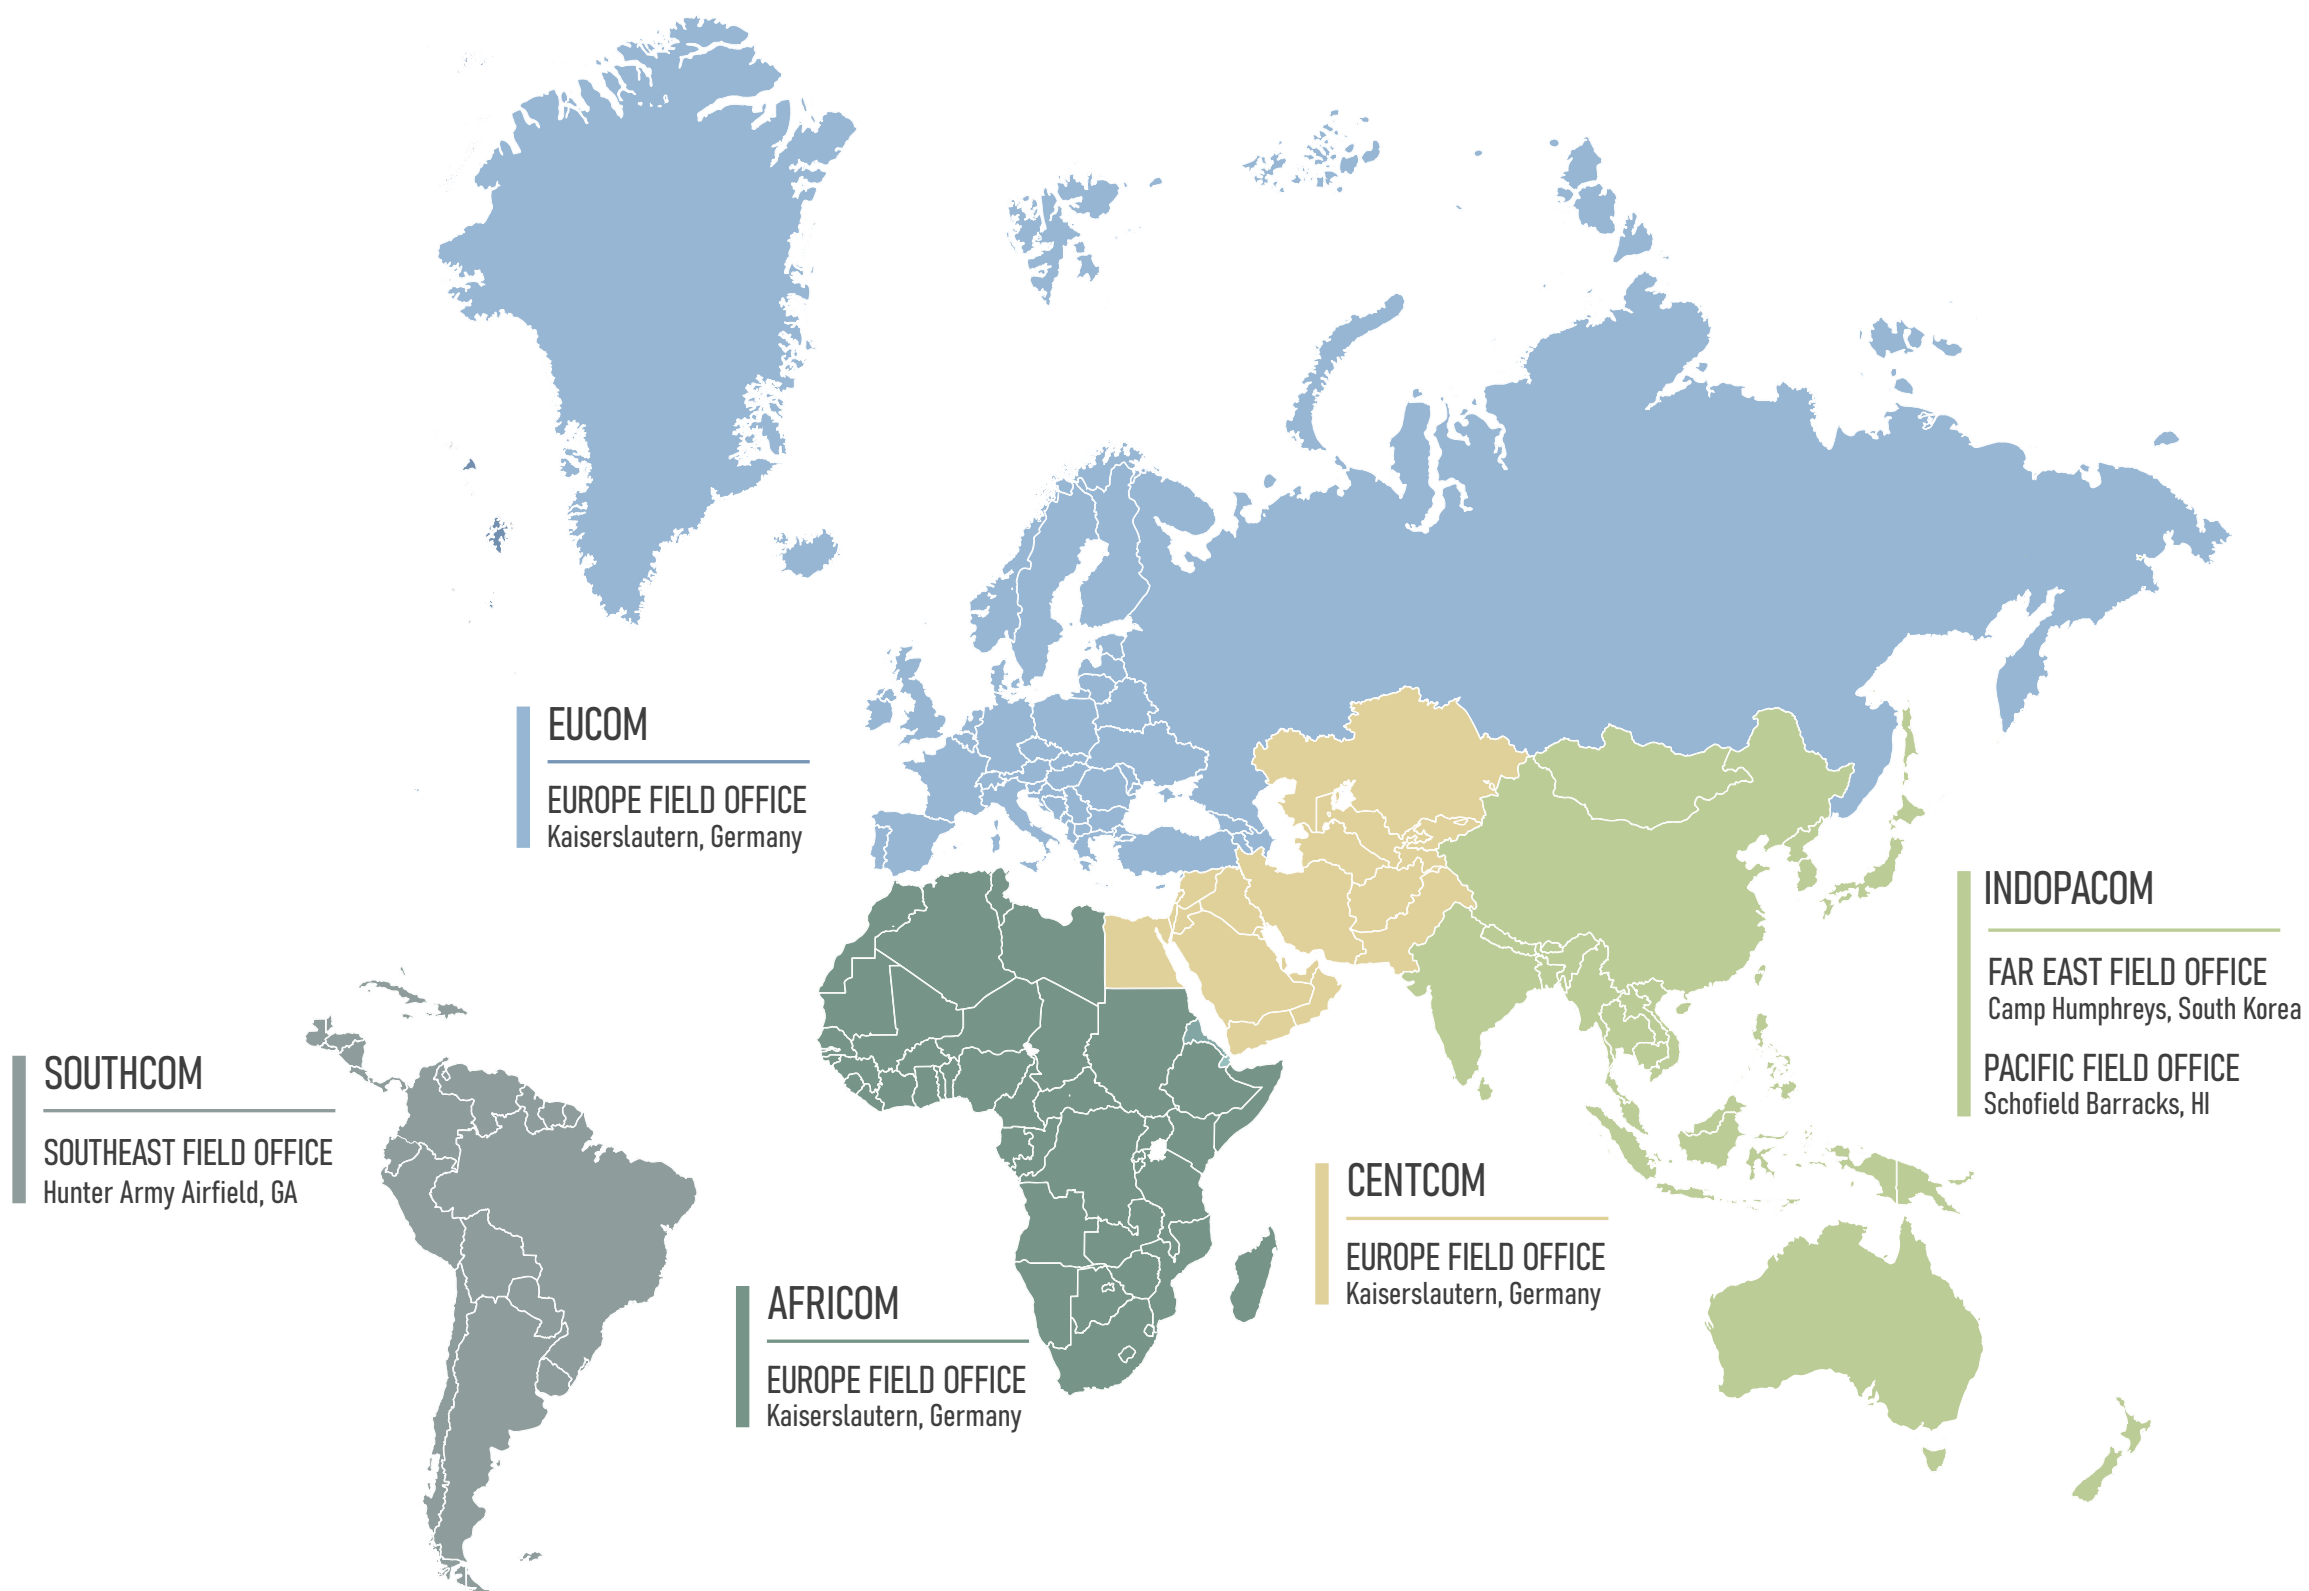 EUCOM
EUROPE FIELD OFFICE
Kaiserslautern, Germany
INDOPACOM
FAR EAST FIELD OFFICE
Camp Humphreys, South Korea
PACIFIC FIELD OFFICE
Schofield Barracks, HI
SOUTHCOM
SOUTHEAST FIELD OFFICE
Hunter Army Airfield, GA
CENTCOM
EUROPE FIELD OFFICE
Kaiserslautern, Germany
AFRICOM
EUROPE FIELD OFFICE
Kaiserslautern, Germany